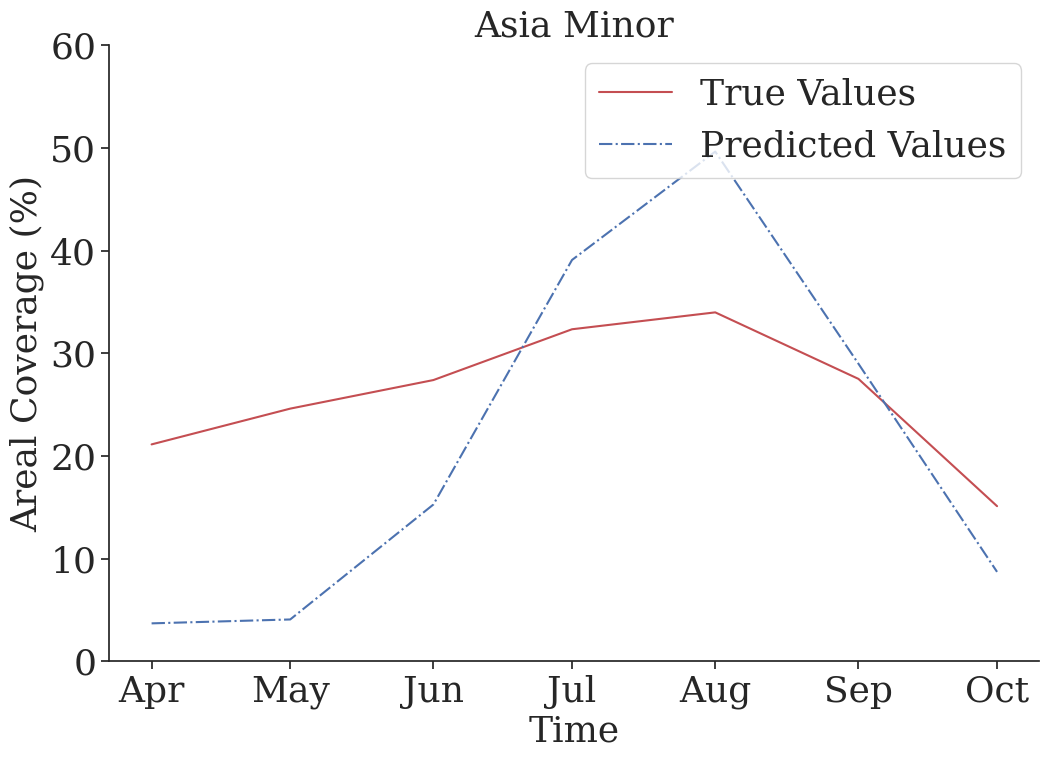 Asia Minor
True Values
Predicted Values
Areal Coverage (%)
60
50
40
30
20
10
0
Apr May Jun Jul Aug Sep Oct
Time